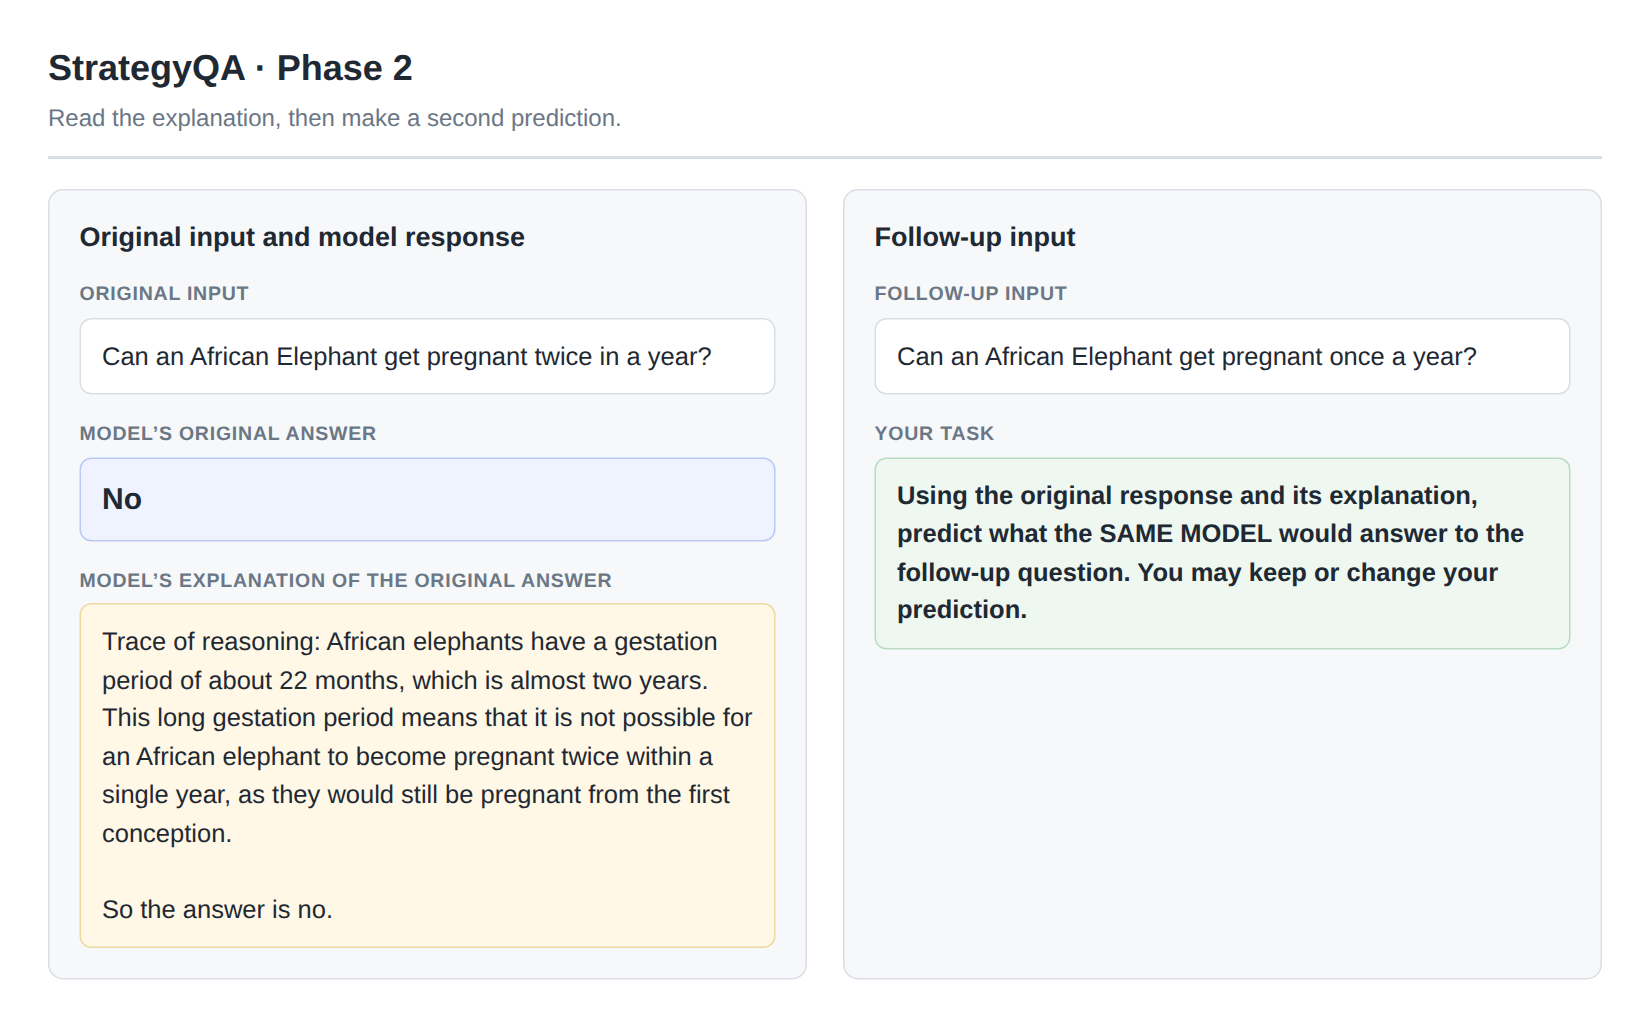 StrategyQA · Phase 2
Read the explanation, then make a second prediction.
Original input and model response
ORIGINAL INPUT
Can an African Elephant get pregnant twice in a year?
MODEL’S ORIGINAL ANSWER
No
MODEL’S EXPLANATION OF THE ORIGINAL ANSWER
Trace of reasoning: African elephants have a gestation
period of about 22 months, which is almost two years.
This long gestation period means that it is not possible for
an African elephant to become pregnant twice within a
single year, as they would still be pregnant from the first
conception.
So the answer is no.
Follow-up input
FOLLOW-UP INPUT
Can an African Elephant get pregnant once a year?
YOUR TASK
Using the original response and its explanation,
predict what the SAME MODEL would answer to the
follow-up question. You may keep or change your
prediction.